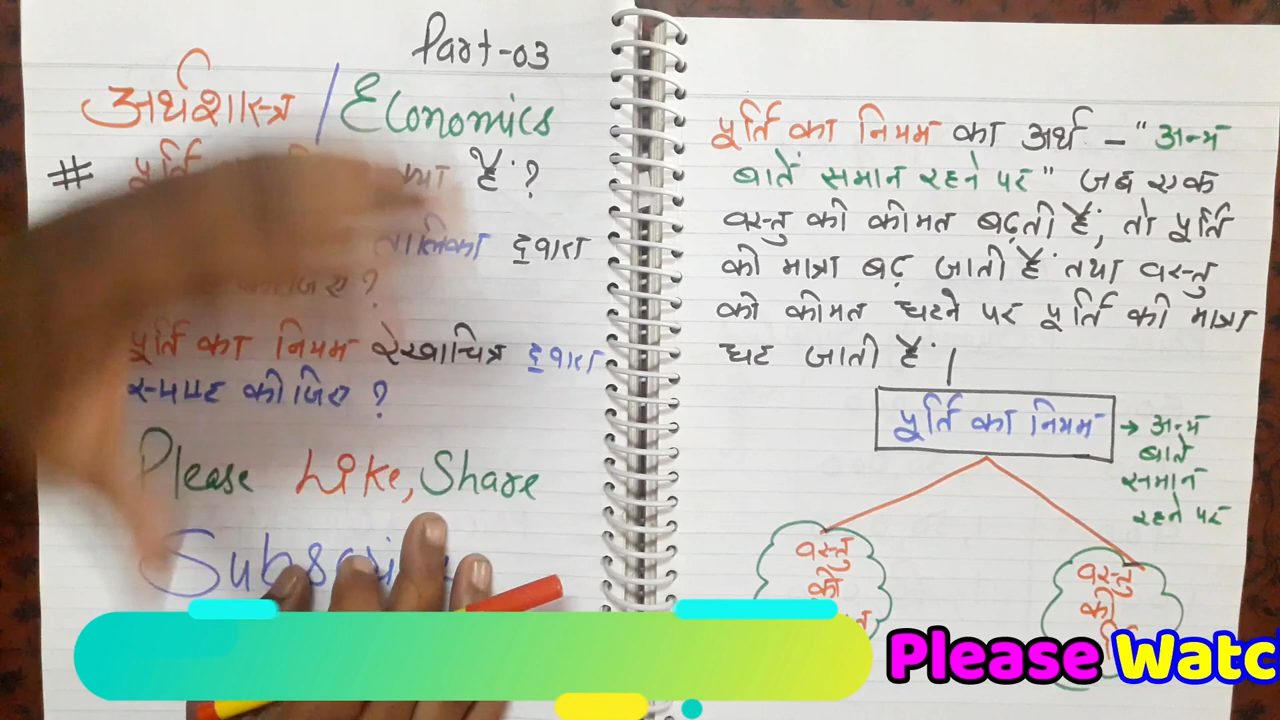 Part-03
अर्थशास्त्र / Economics
# पूर्ति है ?
तालिका द्वारा
पूर्ति का नियम रेखाचित्र द्वारा
स्पष्ट कीजिए ?
Please Like, Share
Subscri
पूर्ति का नियम का अर्थ – "अन्य
बातें समान रहने पर" जब एक
वस्तु की कीमत बढ़ती हैं, तो पूर्ति
की मात्रा बढ़ जाती हैं तथा वस्तु
की कीमत घटने पर पूर्ति की मात्रा
घट जाती हैं।
पूर्ति का नियम → अन्य
बातें
समान
रहने पर
वस्तु
की
वस्तु
की
Please Watc